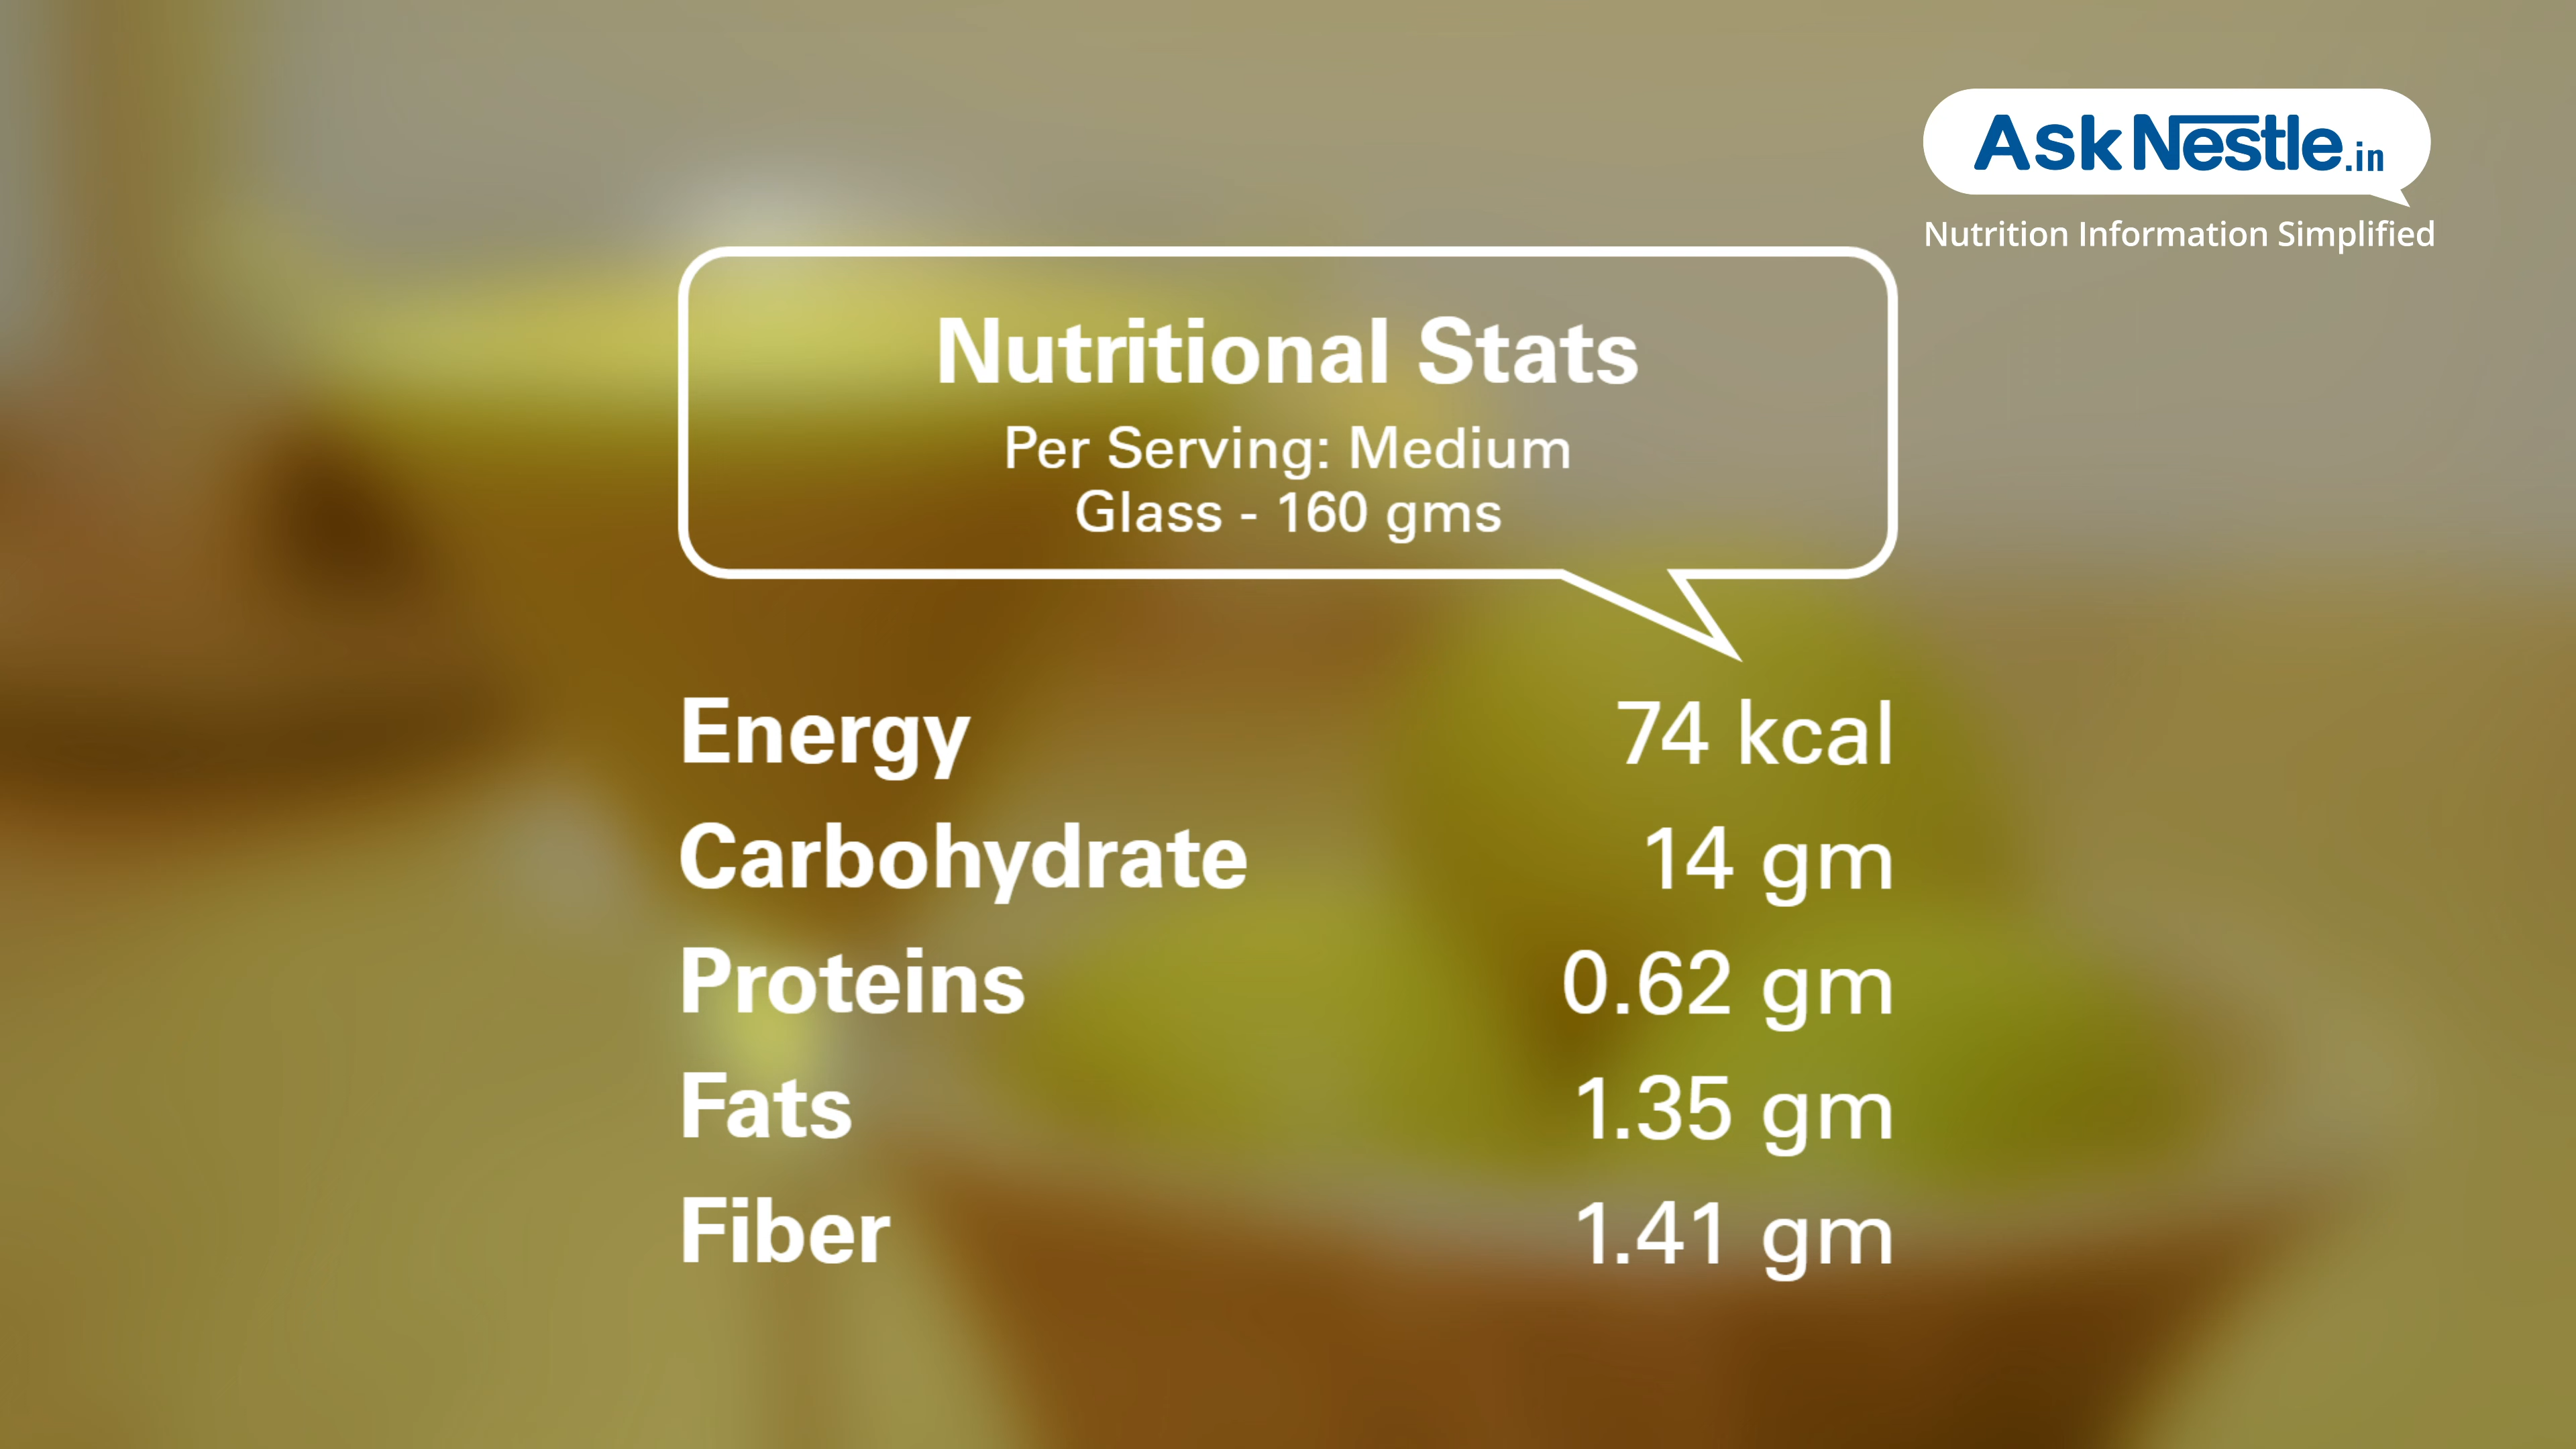 AskNestle.in
Nutrition Information Simplified
Nutritional Stats
Per Serving: Medium
Glass - 160 gms
Energy 74 kcal
Carbohydrate 14 gm
Proteins 0.62 gm
Fats 1.35 gm
Fiber 1.41 gm